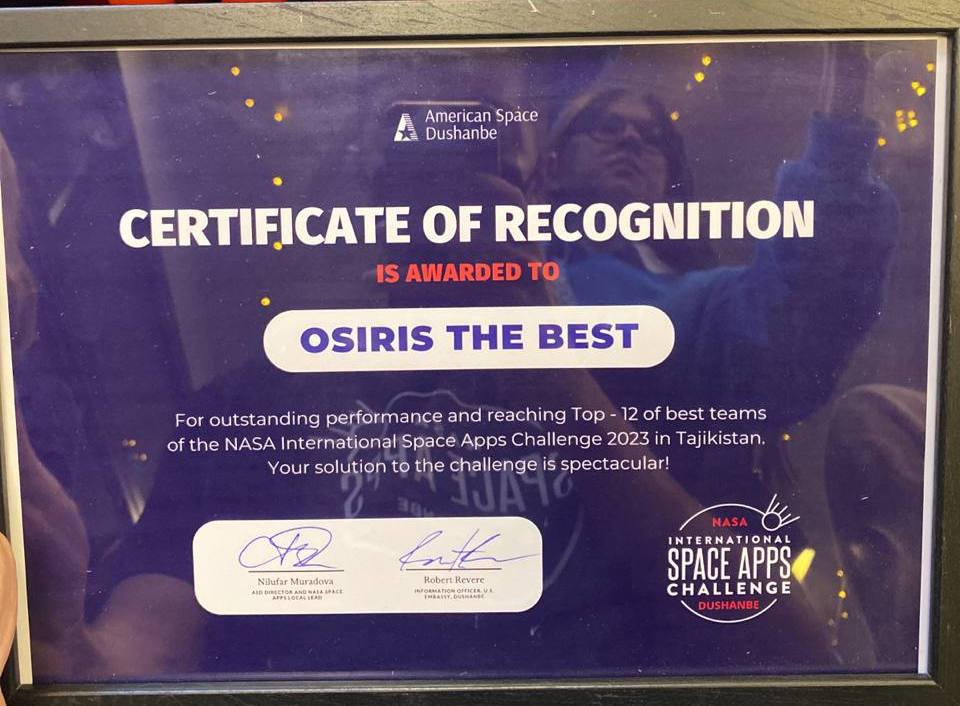 American Space
Dushanbe
CERTIFICATE OF RECOGNITION
IS AWARDED TO
OSIRIS THE BEST
For outstanding performance and reaching Top - 12 of best teams
of the NASA International Space Apps Challenge 2023 in Tajikistan.
Your solution to the challenge is spectacular!
Nilufar Muradova
ASD DIRECTOR AND NASA SPACE
APPS LOCAL LEAD
Robert Revere
INFORMATION OFFICER, U.S.
EMBASSY, DUSHANBE
NASA
INTERNATIONAL
SPACE APPS
CHALLENGE
DUSHANBE